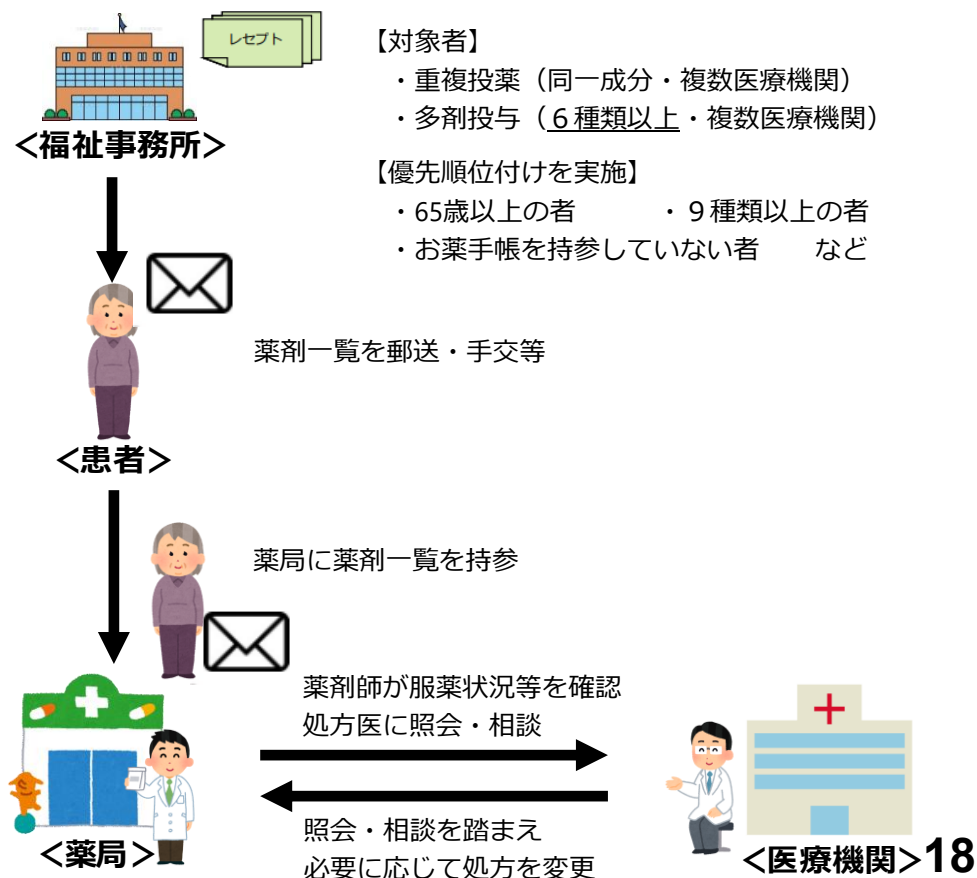 レセプト
<福祉事務所>
【対象者】
・重複投薬（同一成分・複数医療機関）
・多剤投与（６種類以上・複数医療機関）
【優先順位付けを実施】
・65歳以上の者　　　・９種類以上の者
・お薬手帳を持参していない者　　など
薬剤一覧を郵送・手交等
<患者>
薬局に薬剤一覧を持参
薬剤師が服薬状況等を確認
処方医に照会・相談
照会・相談を踏まえ
必要に応じて処方を変更
<薬局>
<医療機関>
18